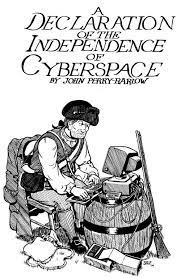 A
DECLARATION
OF THE
INDEPENDENCE
OF
CYBERSPACE
BY JOHN PERRY BARLOW